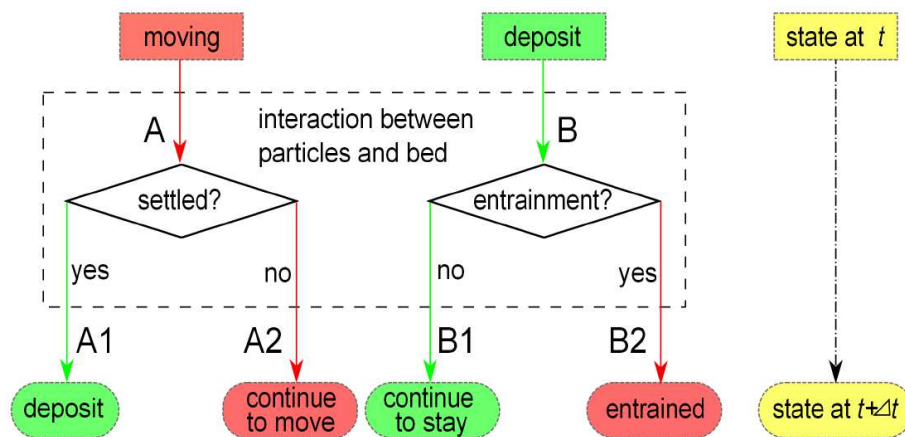 moving
deposit
state at t
interaction between
particles and bed
A
B
settled?
entrainment?
yes
no
no
yes
A1
A2
B1
B2
deposit
continue
to move
continue
to stay
entrained
state at t+Δt